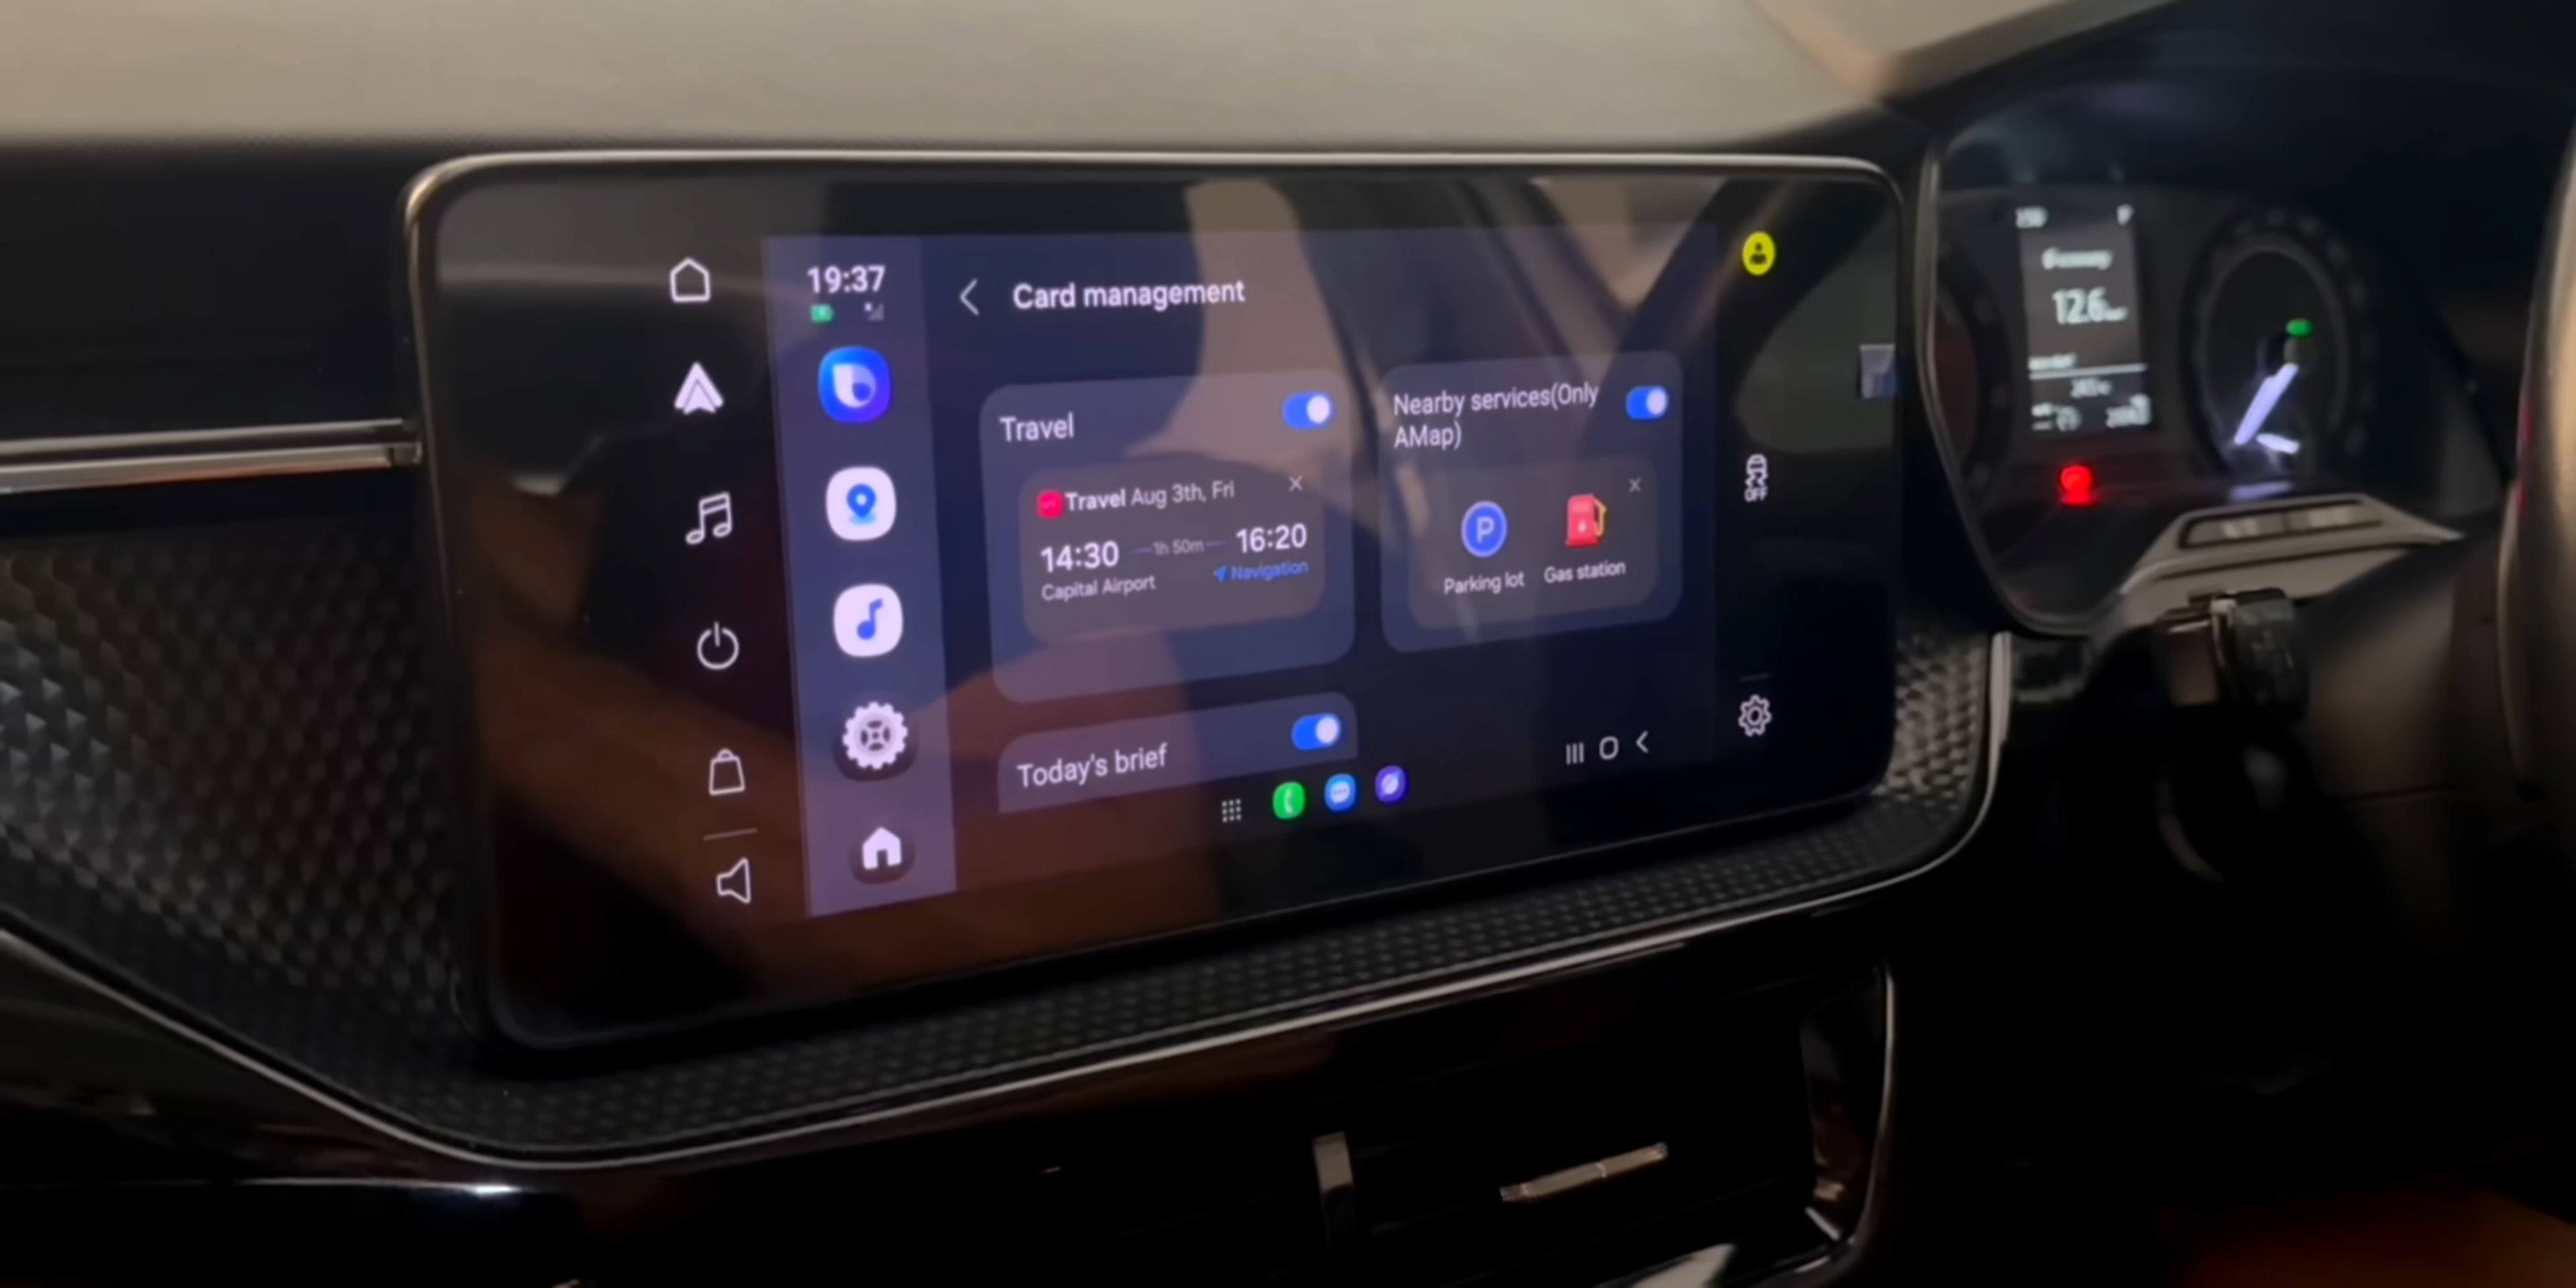 19:37
Card management
Travel
Travel Aug 3th, Fri
14:30
1h 50m
16:20
Capital Airport
Navigation
Nearby services(Only
AMap)
P
Parking lot
Gas station
Today's brief
OFF
12.6